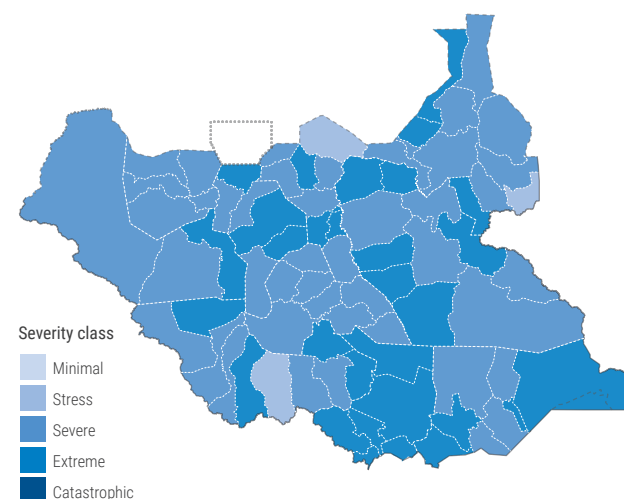 Severity class
Minimal
Stress
Severe
Extreme
Catastrophic